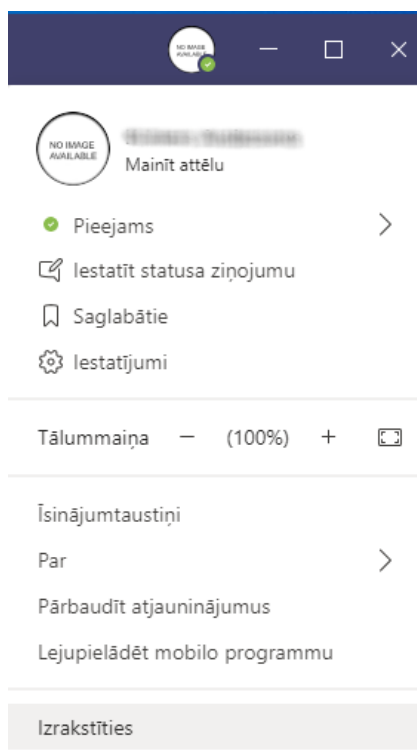 NO IMAGE
AVAILABLE
NO IMAGE
AVAILABLE
Mainīt attēlu
Pieejams
Iestatīt statusa ziņojumu
Saglabātie
Iestatījumi
Tālummaiņa − (100%) +
Īsinājumtaustiņi
Par
Pārbaudīt atjauninājumus
Lejupielādēt mobilo programmu
Izrakstīties